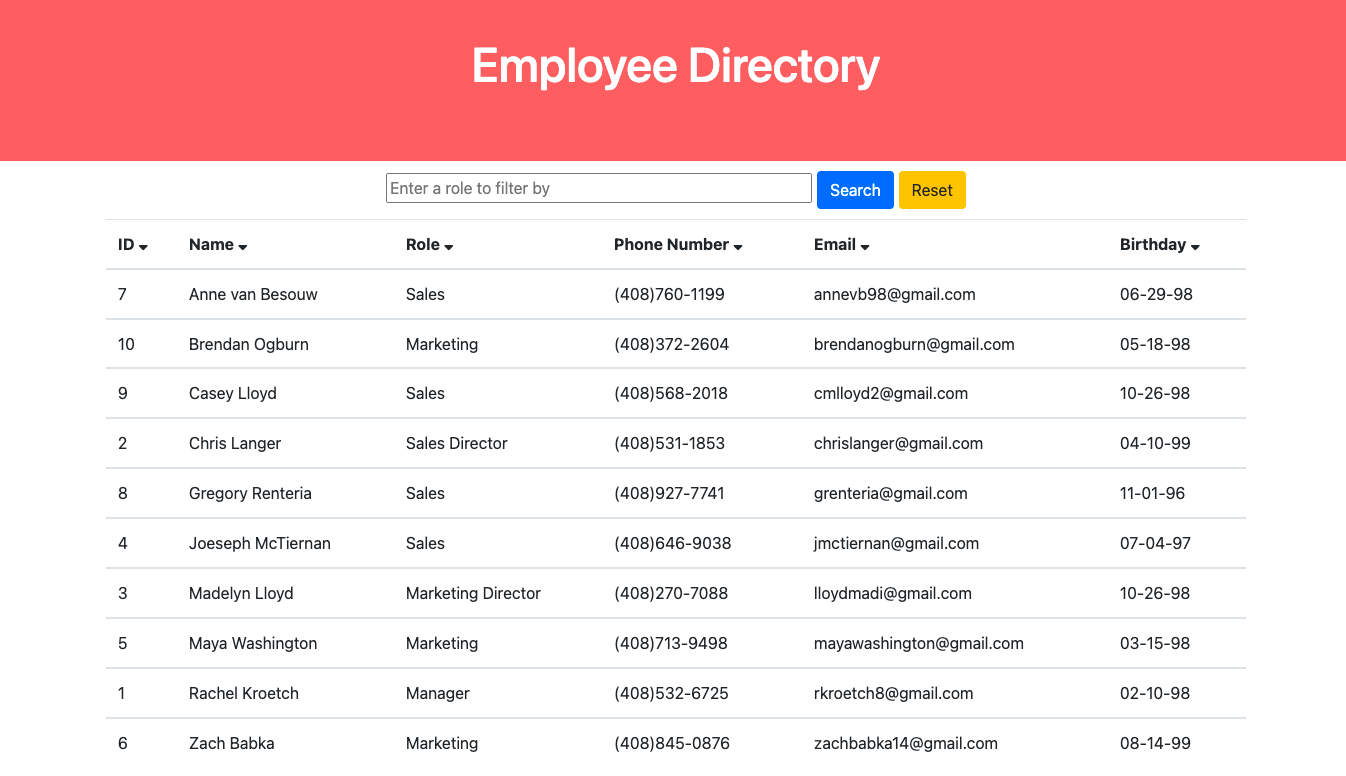 Employee Directory
Enter a role to filter by Search Reset
ID Name Role Phone Number Email Birthday
7 Anne van Besouw Sales (408)760-1199 annevb98@gmail.com 06-29-98
10 Brendan Ogburn Marketing (408)372-2604 brendanogburn@gmail.com 05-18-98
9 Casey Lloyd Sales (408)568-2018 cmlloyd2@gmail.com 10-26-98
2 Chris Langer Sales Director (408)531-1853 chrislanger@gmail.com 04-10-99
8 Gregory Renteria Sales (408)927-7741 grenteria@gmail.com 11-01-96
4 Joeseph McTiernan Sales (408)646-9038 jmctiernan@gmail.com 07-04-97
3 Madelyn Lloyd Marketing Director (408)270-7088 lloydmadi@gmail.com 10-26-98
5 Maya Washington Marketing (408)713-9498 mayawashington@gmail.com 03-15-98
1 Rachel Kroetch Manager (408)532-6725 rkroetch8@gmail.com 02-10-98
6 Zach Babka Marketing (408)845-0876 zachbabka14@gmail.com 08-14-99